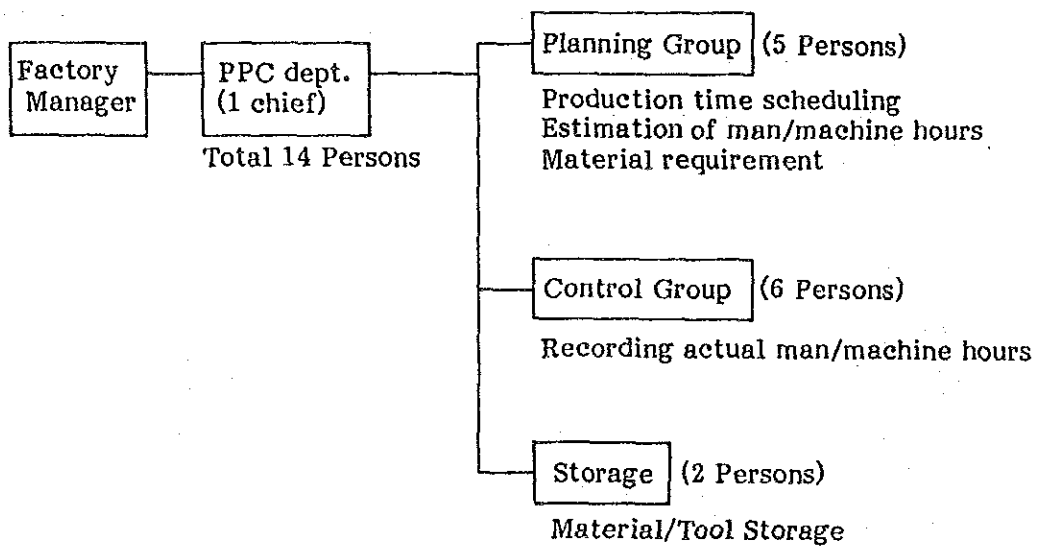 Factory
Manager
PPC dept.
(1 chief)
Total 14 Persons
Planning Group (5 Persons)
Production time scheduling
Estimation of man/machine hours
Material requirement
Control Group (6 Persons)
Recording actual man/machine hours
Storage (2 Persons)
Material/Tool Storage